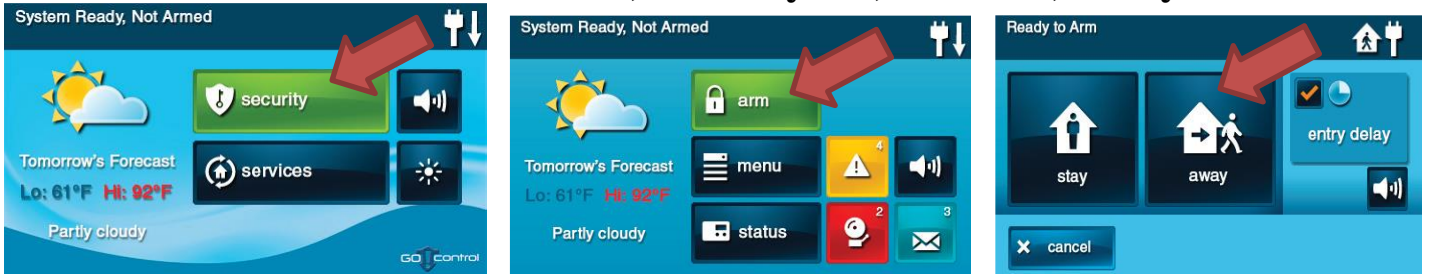 System Ready, Not Armed
security
services
Tomorrow's Forecast
Lo: 61°F Hi: 92°F
Partly cloudy
GO control
System Ready, Not Armed
arm
menu
4
status
2
3
Tomorrow's Forecast
Lo: 61°F Hi: 92°F
Partly cloudy
Ready to Arm
stay
away
entry delay
cancel